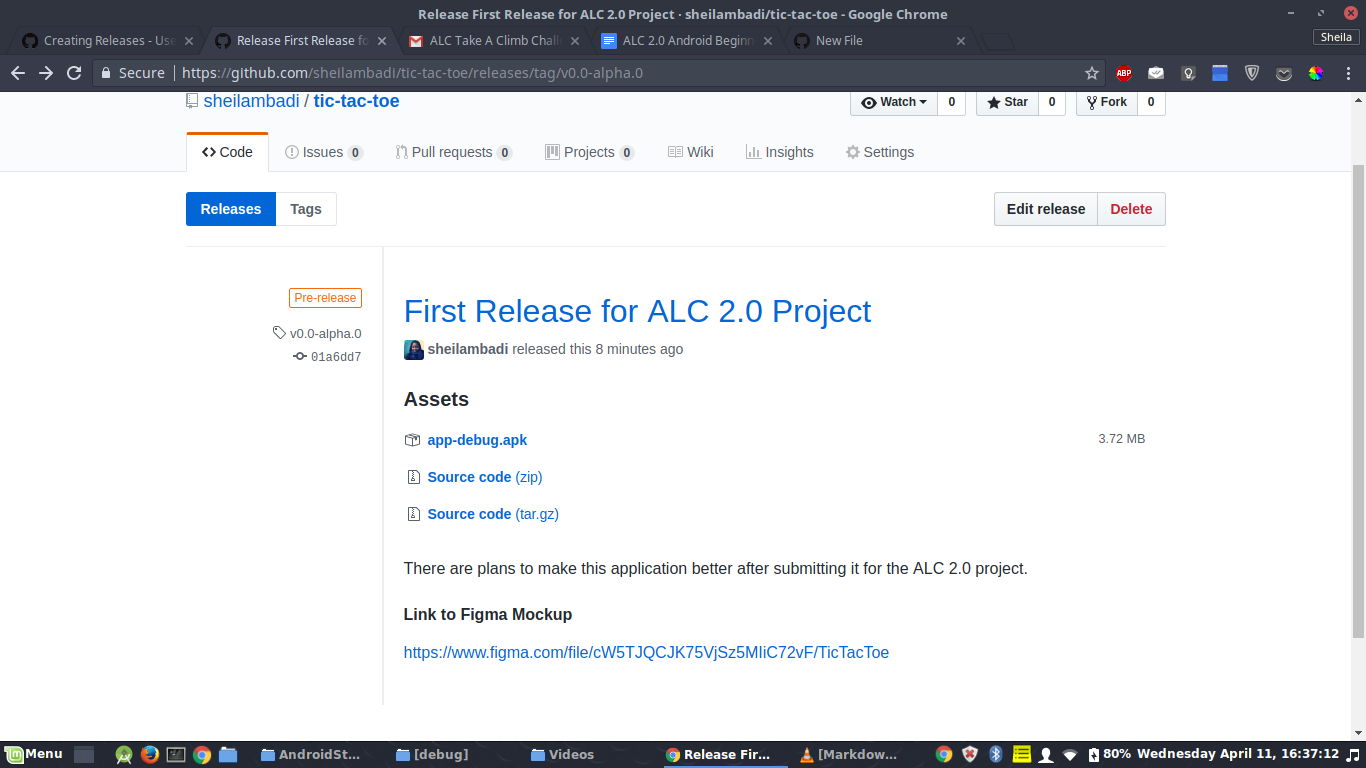 Release First Release for ALC 2.0 Project · sheilambadi/tic-tac-toe - Google Chrome
Creating Releases - Use
Release First Release fo
ALC Take A Climb Chall
ALC 2.0 Android Beginn
New File
Sheila
Secure https://github.com/sheilambadi/tic-tac-toe/releases/tag/v0.0-alpha.0
ABP
sheilambadi / tic-tac-toe
Watch 0 Star 0 Fork 0
Code Issues 0 Pull requests 0 Projects 0 Wiki Insights Settings
Releases Tags Edit release Delete
Pre-release
v0.0-alpha.0
01a6dd7
First Release for ALC 2.0 Project
sheilambadi released this 8 minutes ago
Assets
app-debug.apk 3.72 MB
Source code (zip)
Source code (tar.gz)
There are plans to make this application better after submitting it for the ALC 2.0 project.
Link to Figma Mockup
https://www.figma.com/file/cW5TJQCJK75VjSz5MIiC72vF/TicTacToe
Menu AndroidSt... [debug] Videos Release Fir... [Markdow... 80% Wednesday April 11, 16:37:12